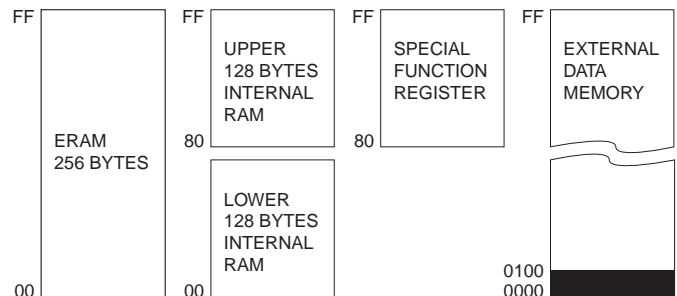 FF
ERAM
256 BYTES
00
FF
UPPER
128 BYTES
INTERNAL
RAM
80
LOWER
128 BYTES
INTERNAL
RAM
00
FF
SPECIAL
FUNCTION
REGISTER
80
FF
EXTERNAL
DATA
MEMORY
0100
0000